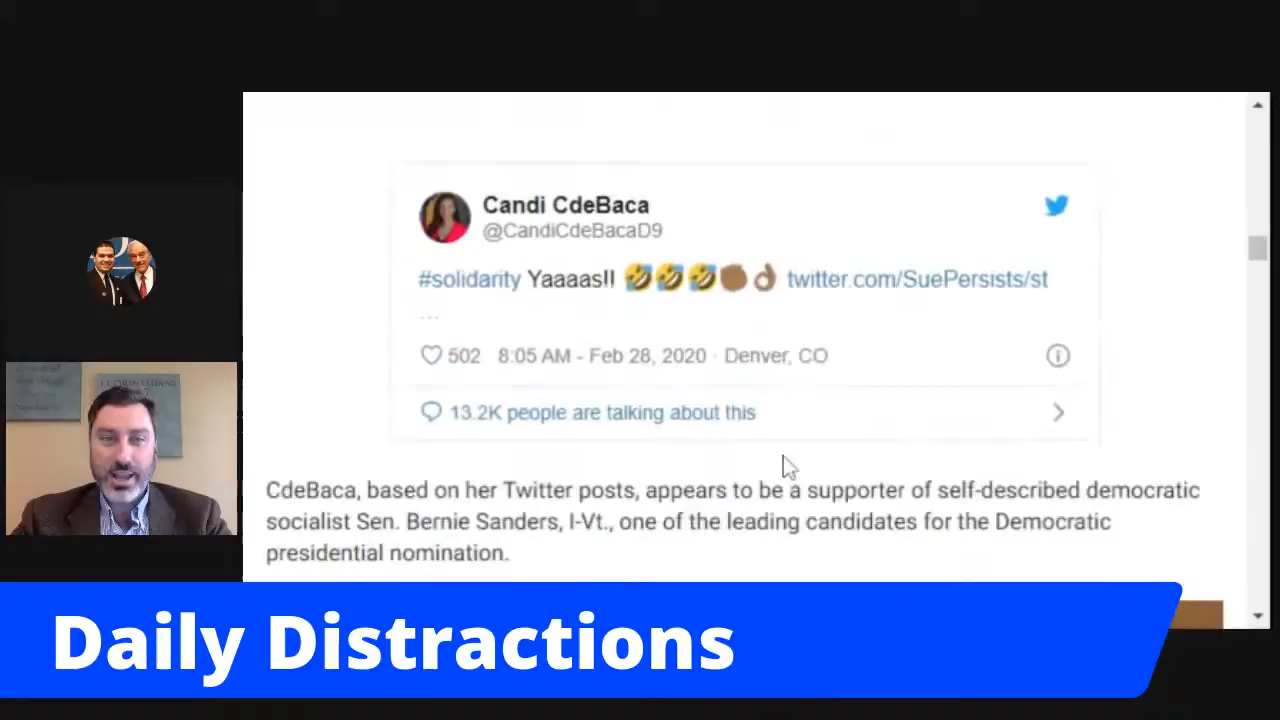 Candi CdeBaca
@CandiCdeBacaD9
#solidarity Yaaaas!! 🤣🤣🤣✊🏾👌🏾 twitter.com/SuePersists/st
...
502 8:05 AM - Feb 28, 2020 · Denver, CO
13.2K people are talking about this
CdeBaca, based on her Twitter posts, appears to be a supporter of self-described democratic
socialist Sen. Bernie Sanders, I-Vt., one of the leading candidates for the Democratic
presidential nomination.
Daily Distractions